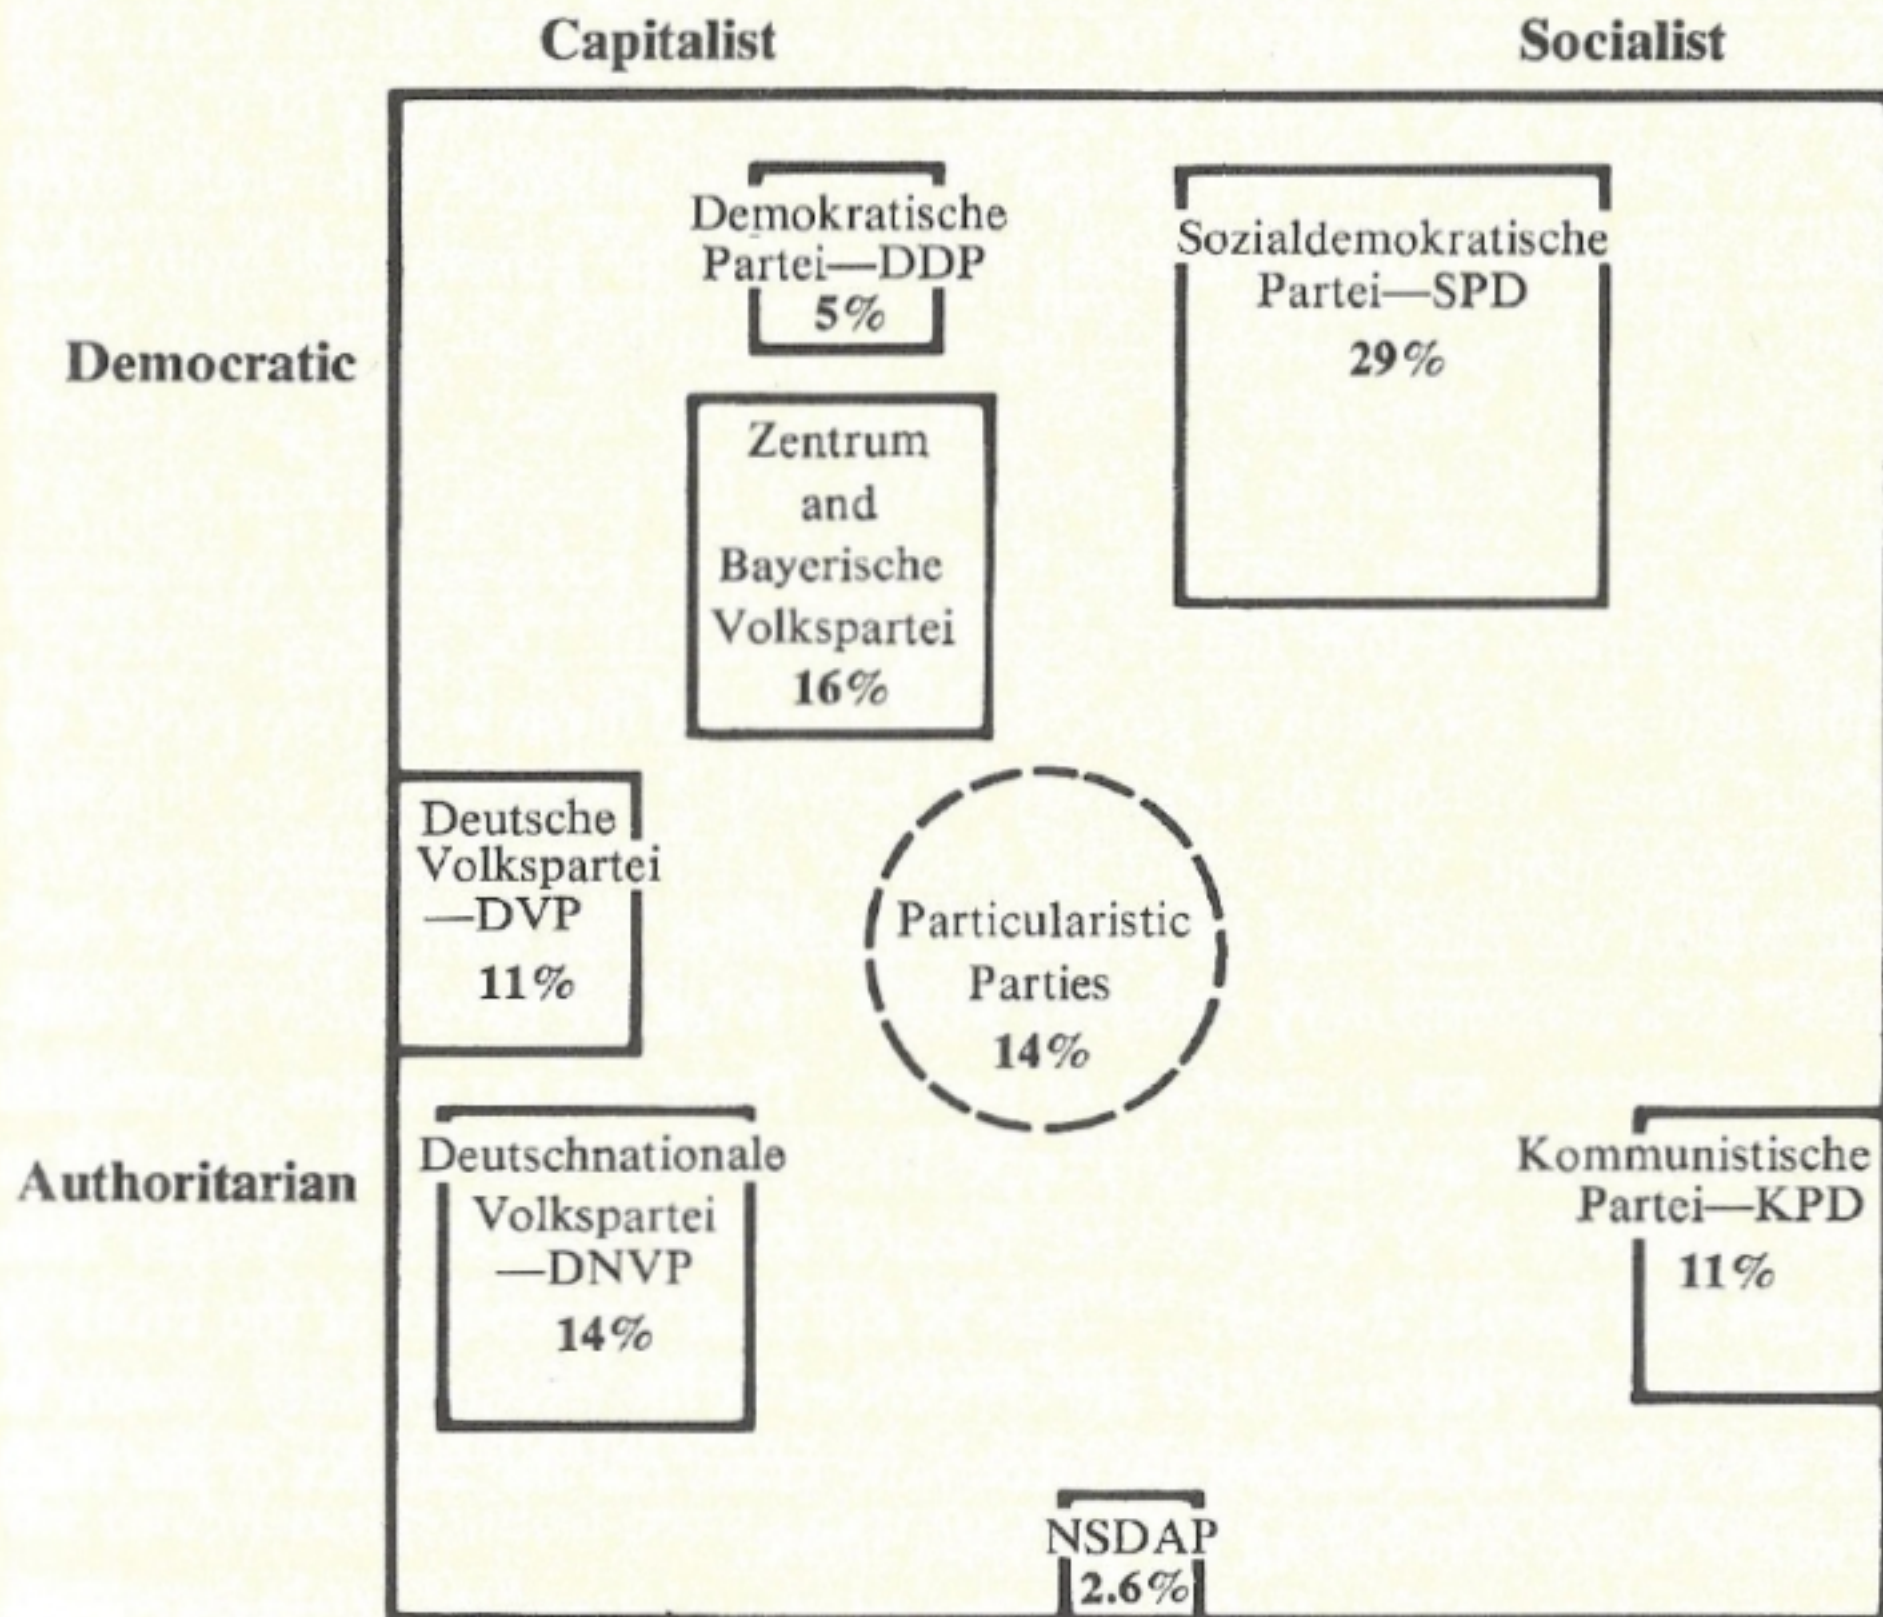 Capitalist
Socialist
Democratic
Demokratische
Partei—DDP
5%
Sozialdemokratische
Partei—SPD
29%
Zentrum
and
Bayerische
Volkspartei
16%
Deutsche
Volkspartei
—DVP
11%
Particularistic
Parties
14%
Authoritarian
Deutschnationale
Volkspartei
—DNVP
14%
Kommunistische
Partei—KPD
11%
NSDAP
2.6%